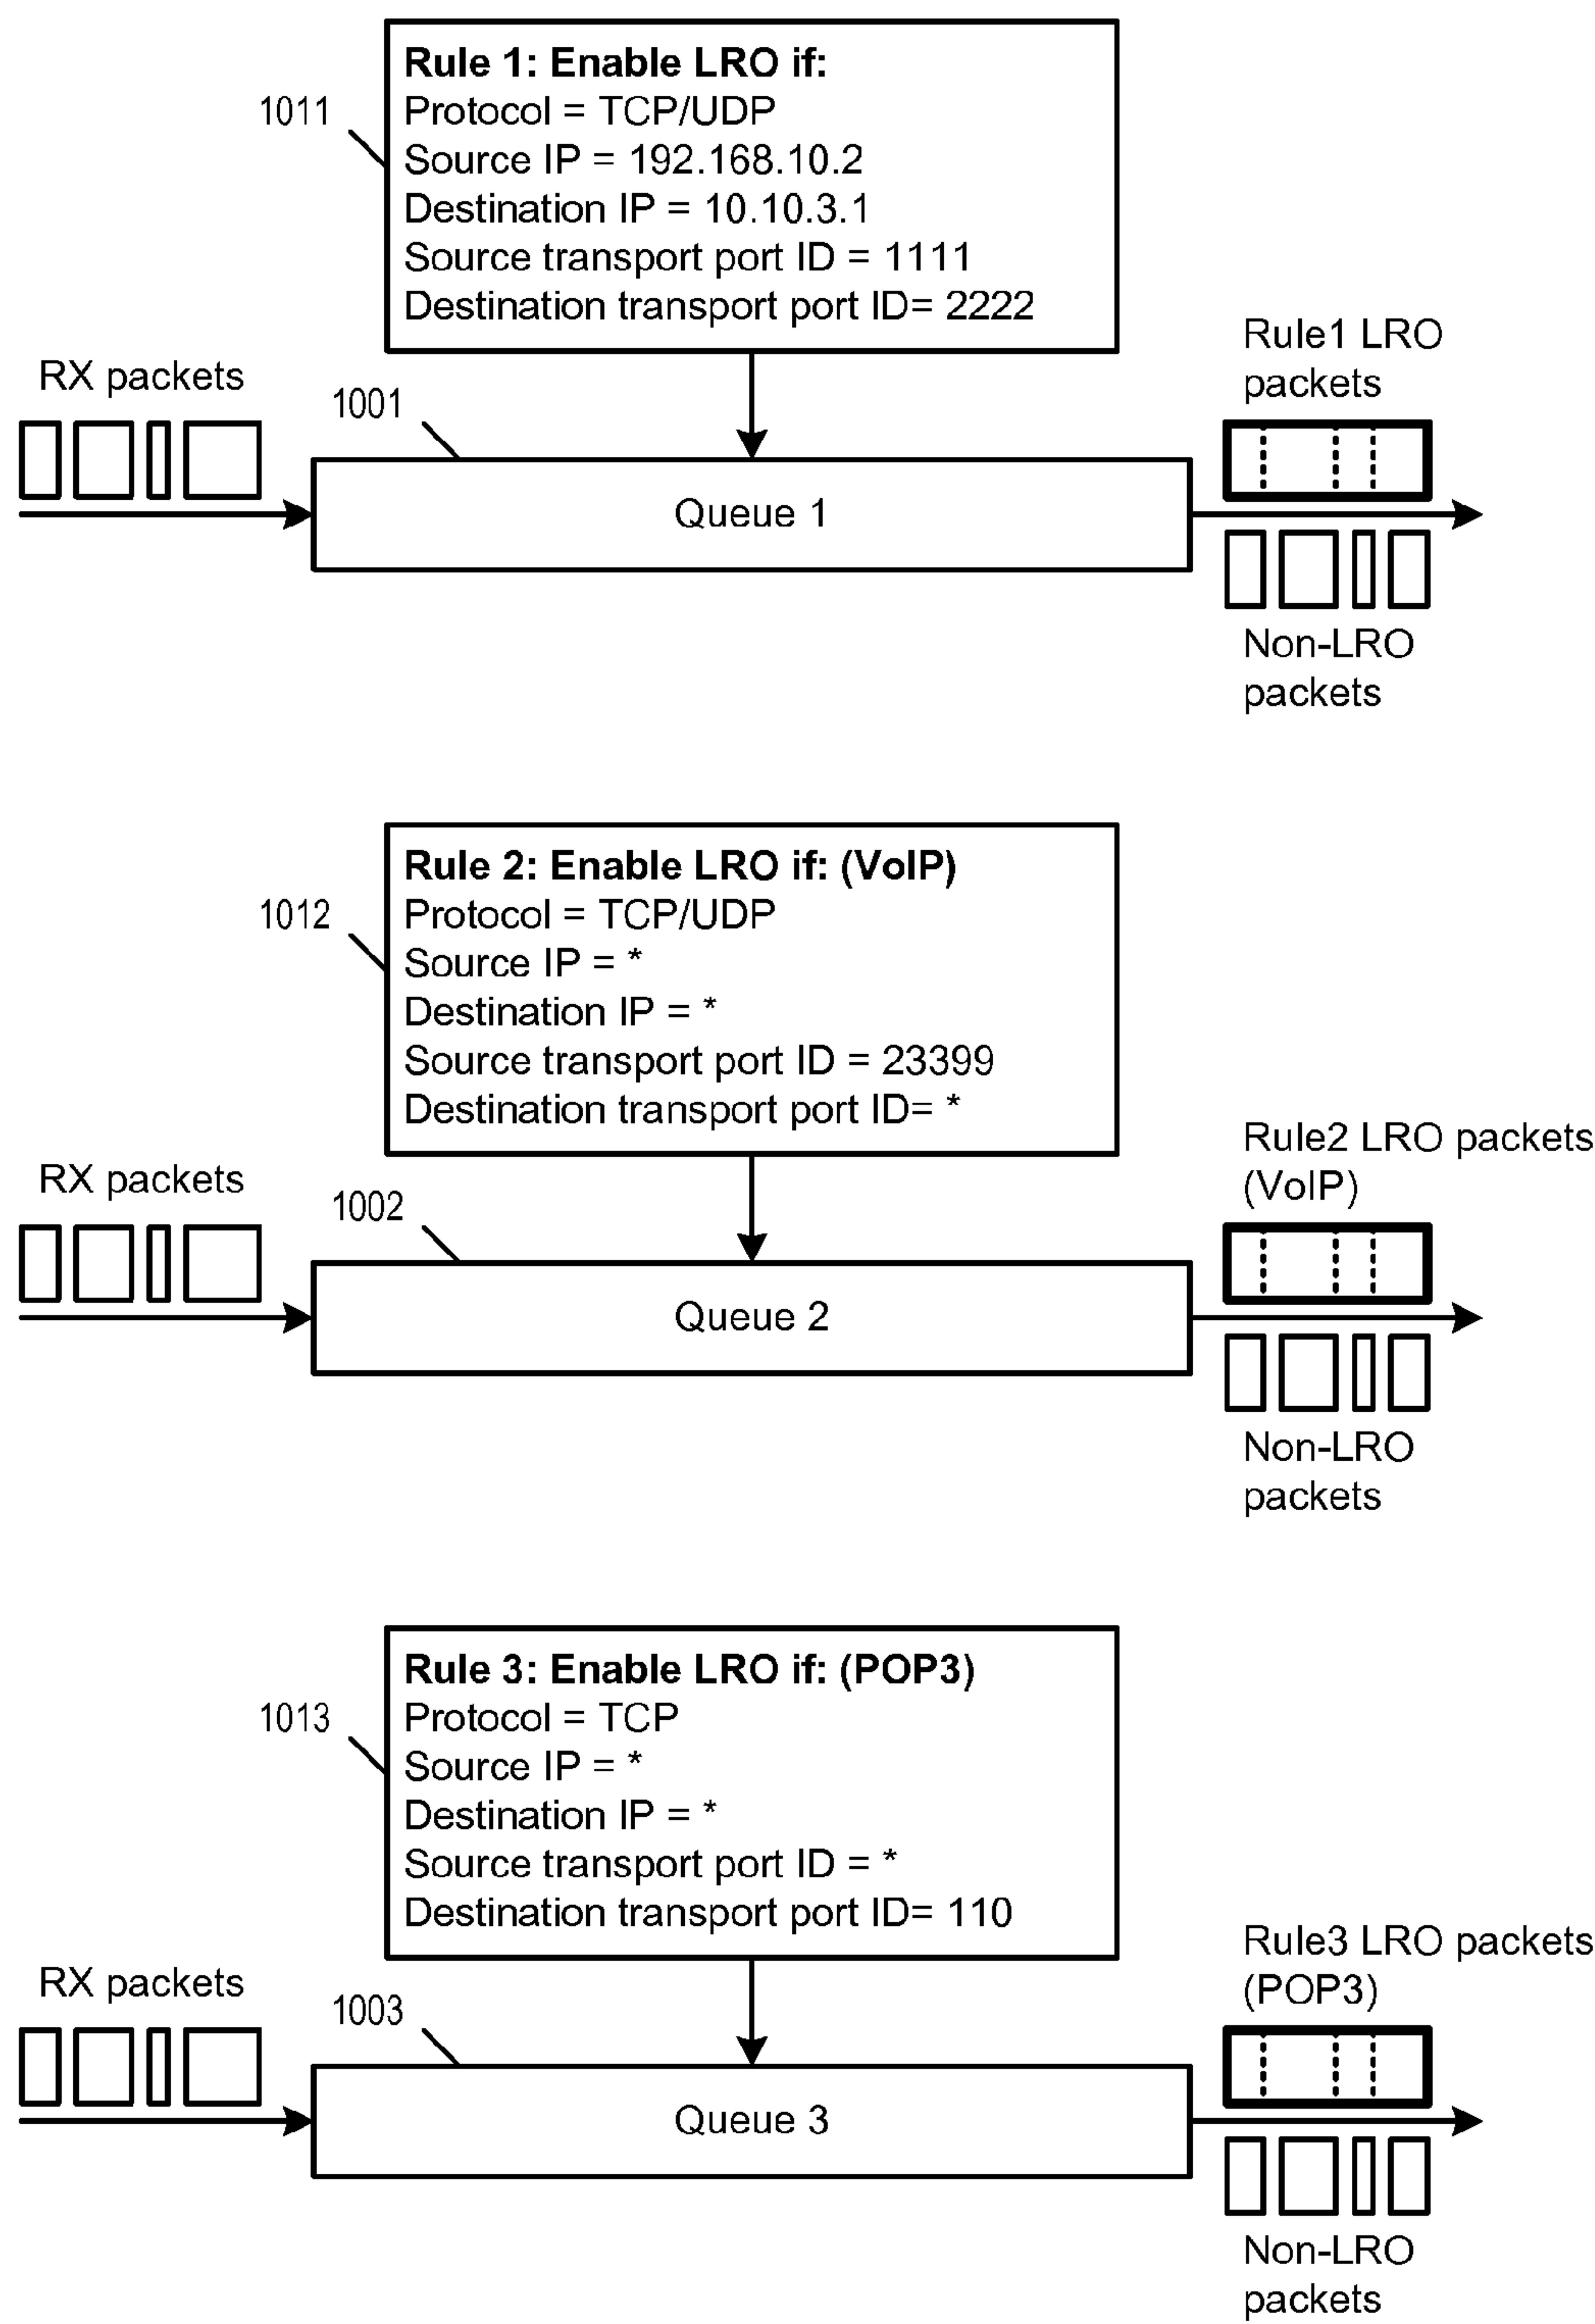 Rule 1: Enable LRO if:
Protocol = TCP/UDP
Source IP = 192.168.10.2
Destination IP = 10.10.3.1
Source transport port ID = 1111
Destination transport port ID= 2222
1011
RX packets
1001
Queue 1
Rule1 LRO
packets
Non-LRO
packets
Rule 2: Enable LRO if: (VoIP)
Protocol = TCP/UDP
Source IP = *
Destination IP = *
Source transport port ID = 23399
Destination transport port ID= *
1012
RX packets
1002
Queue 2
Rule2 LRO packets
(VoIP)
Non-LRO
packets
Rule 3: Enable LRO if: (POP3)
Protocol = TCP
Source IP = *
Destination IP = *
Source transport port ID = *
Destination transport port ID= 110
1013
RX packets
1003
Queue 3
Rule3 LRO packets
(POP3)
Non-LRO
packets